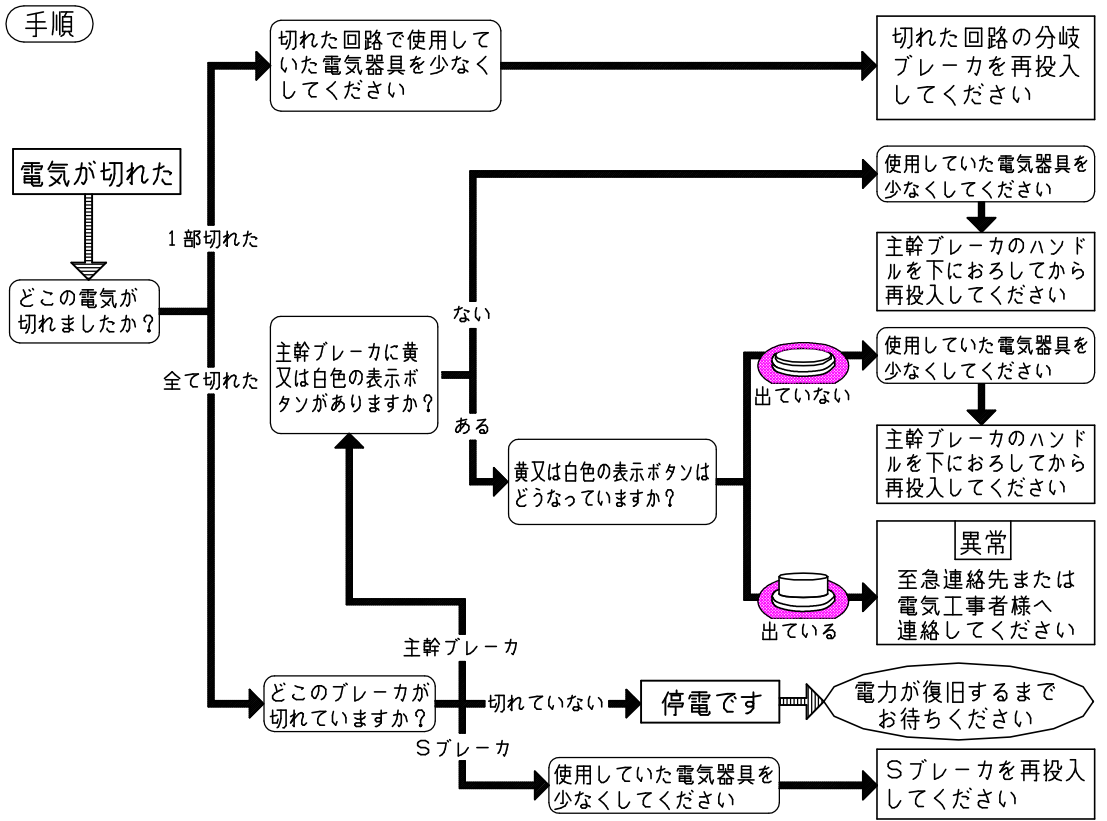 手順
電気が切れた
どこの電気が
切れましたか？
１部切れた
切れた回路で使用して
いた電気器具を少なく
してください
切れた回路の分岐
ブレーカを再投入
してください
全て切れた
どこのブレーカが
切れていますか？
主幹ブレーカ
主幹ブレーカに黄
又は白色の表示ボ
タンがありますか？
ない
使用していた電気器具を
少なくしてください
主幹ブレーカのハンド
ルを下におろしてから
再投入してください
ある
黄又は白色の表示ボタンは
どうなっていますか？
出ていない
使用していた電気器具を
少なくしてください
主幹ブレーカのハンド
ルを下におろしてから
再投入してください
出ている
異常
至急連絡先または
電気工事者様へ
連絡してください
切れていない
停電です
電力が復旧するまで
お待ちください
Ｓブレーカ
使用していた電気器具を
少なくしてください
Ｓブレーカを再投入
してください